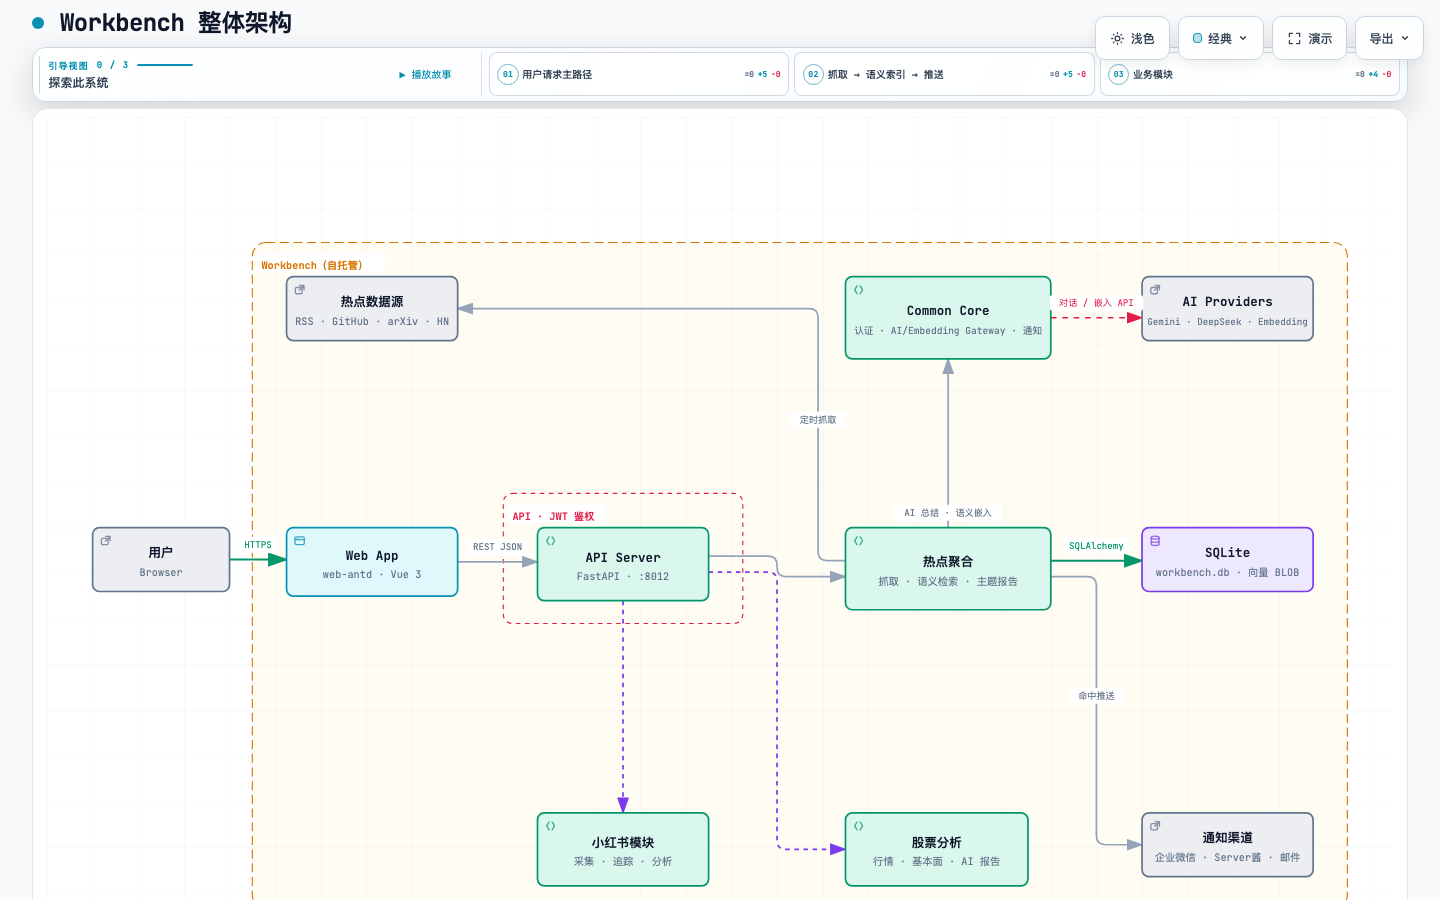 Workbench 整体架构
浅色
经典
演示
导出
引导视图 0 / 3
探索此系统
▶ 播放故事
01 用户请求主路径 =0 +5 -0
02 抓取 → 语义索引 → 推送 =0 +5 -0
03 业务模块 =0 +4 -0
Workbench (自托管)
热点数据源
RSS · GitHub · arXiv · HN
Common Core
认证 · AI/Embedding Gateway · 通知
对话 / 嵌入 API
AI Providers
Gemini · DeepSeek · Embedding
定时抓取
AI 总结 · 语义嵌入
API · JWT 鉴权
用户
Browser
HTTPS
Web App
web-antd · Vue 3
REST JSON
API Server
FastAPI · :8012
热点聚合
抓取 · 语义检索 · 主题报告
SQLAlchemy
SQLite
workbench.db · 向量 BLOB
命中推送
小红书模块
采集 · 追踪 · 分析
股票分析
行情 · 基本面 · AI 报告
通知渠道
企业微信 · Server酱 · 邮件